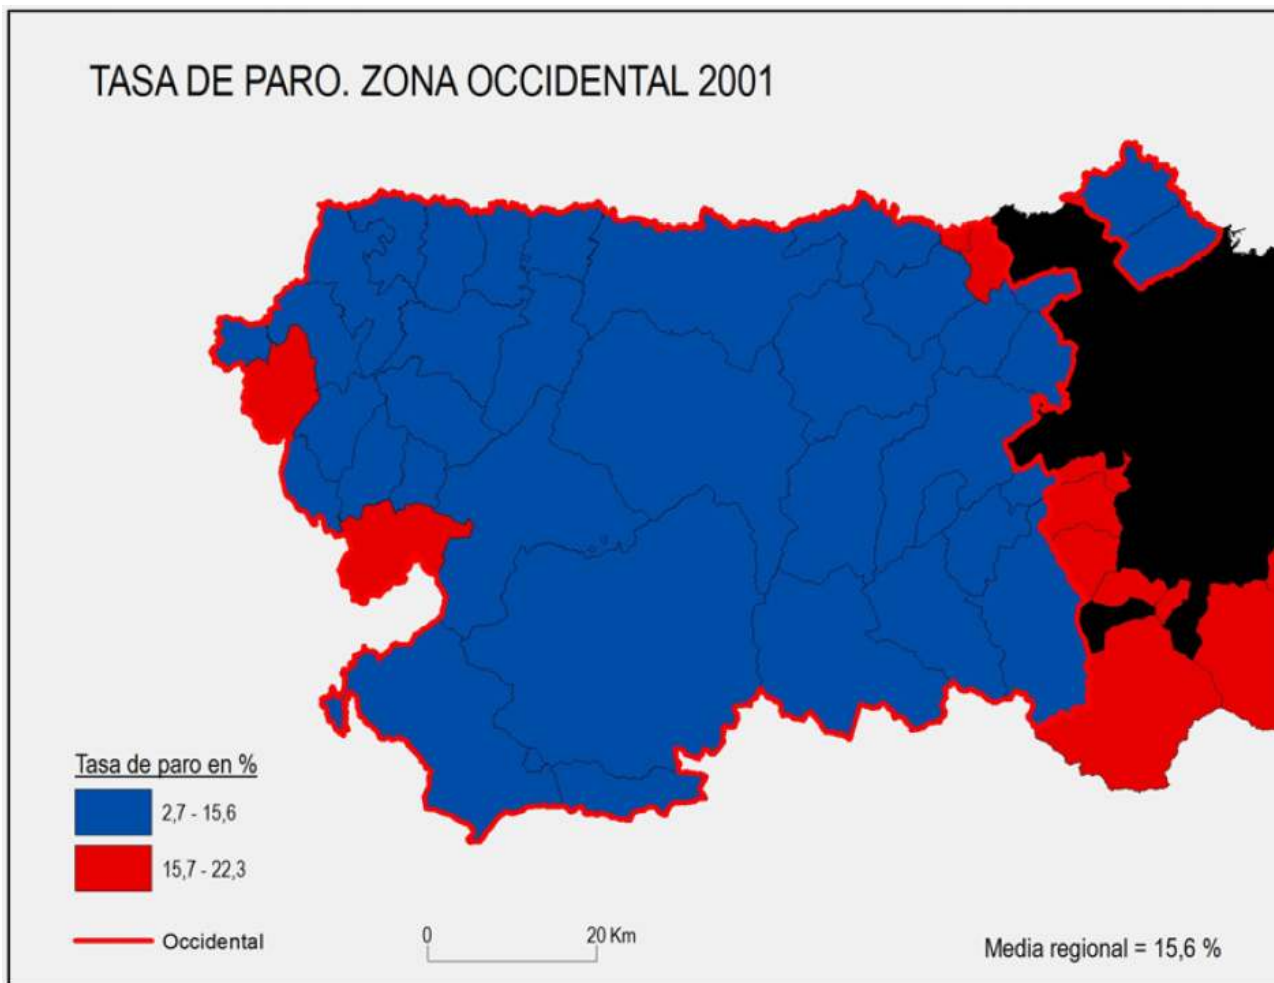 TASA DE PARO. ZONA OCCIDENTAL 2001
Tasa de paro en %
2,7 - 15,6
15,7 - 22,3
Occidental
0 20 Km
Media regional = 15,6 %